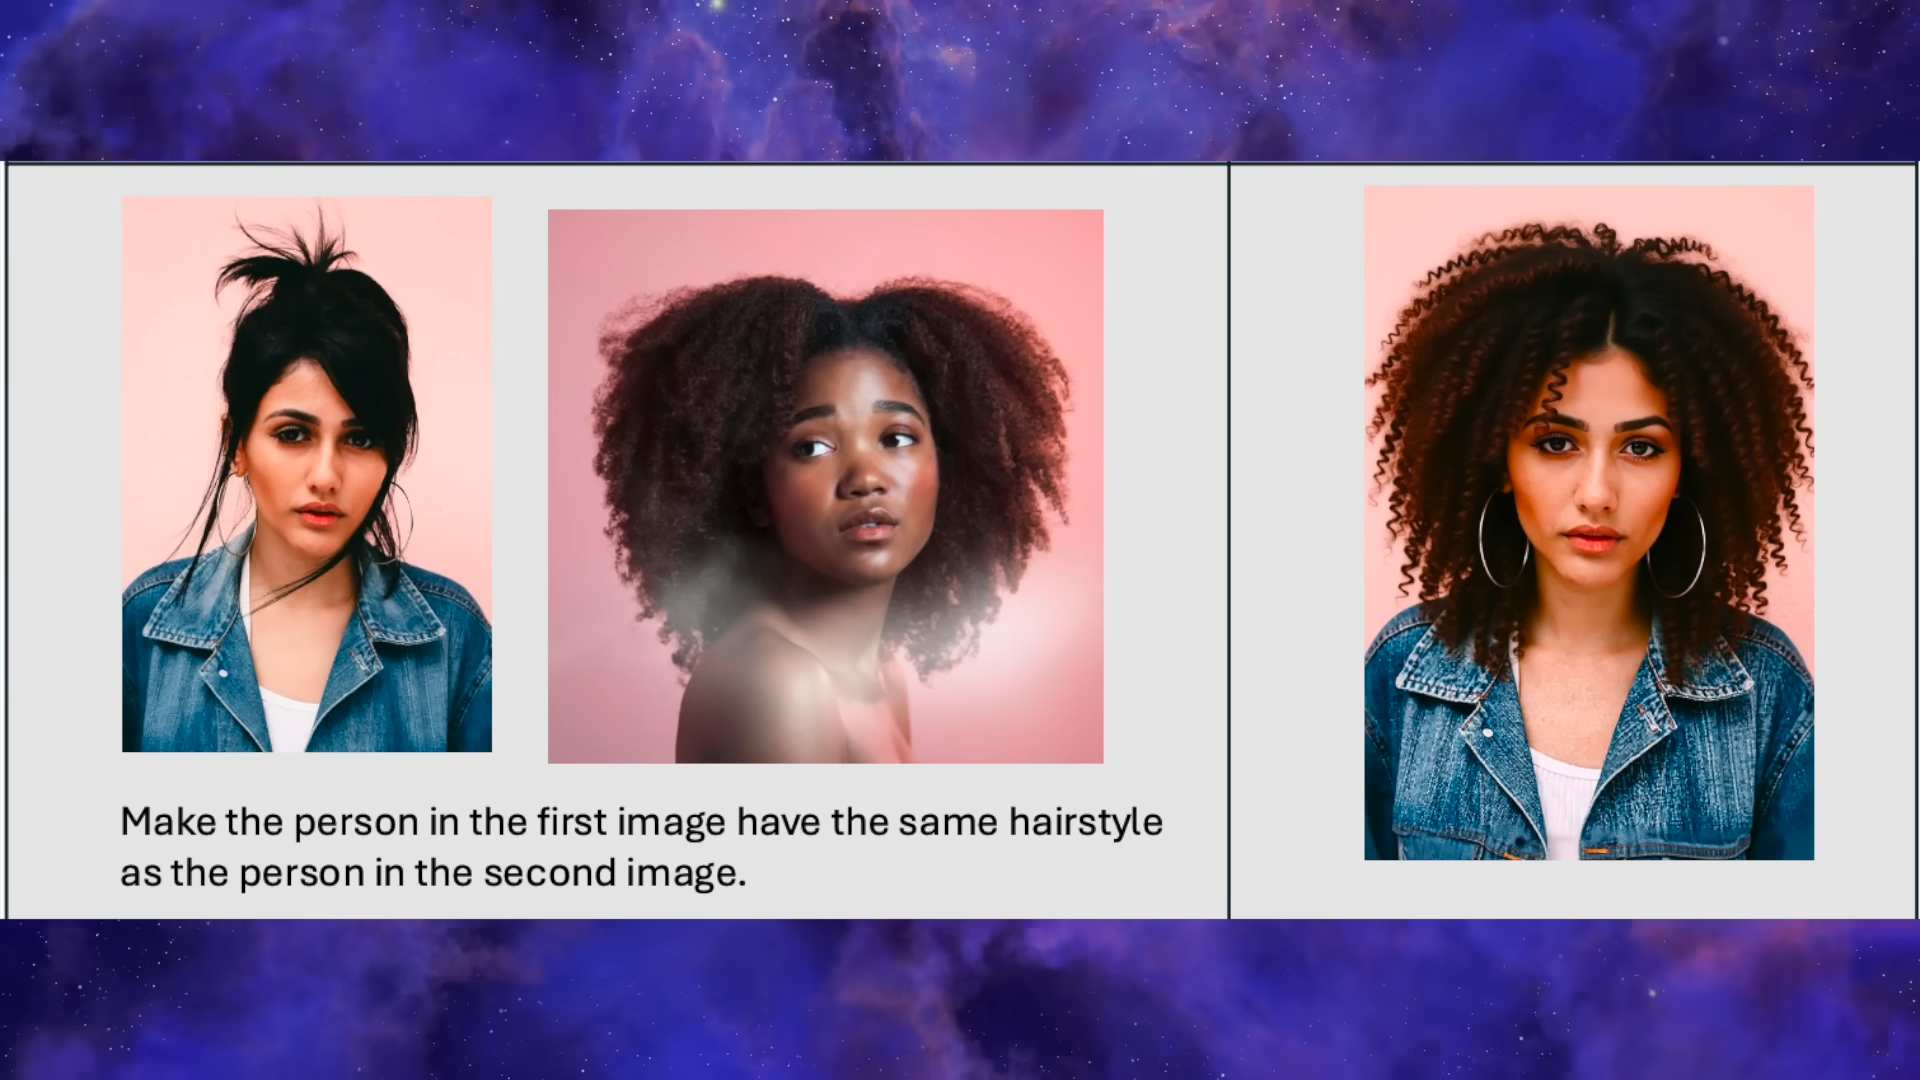 Make the person in the first image have the same hairstyle
as the person in the second image.